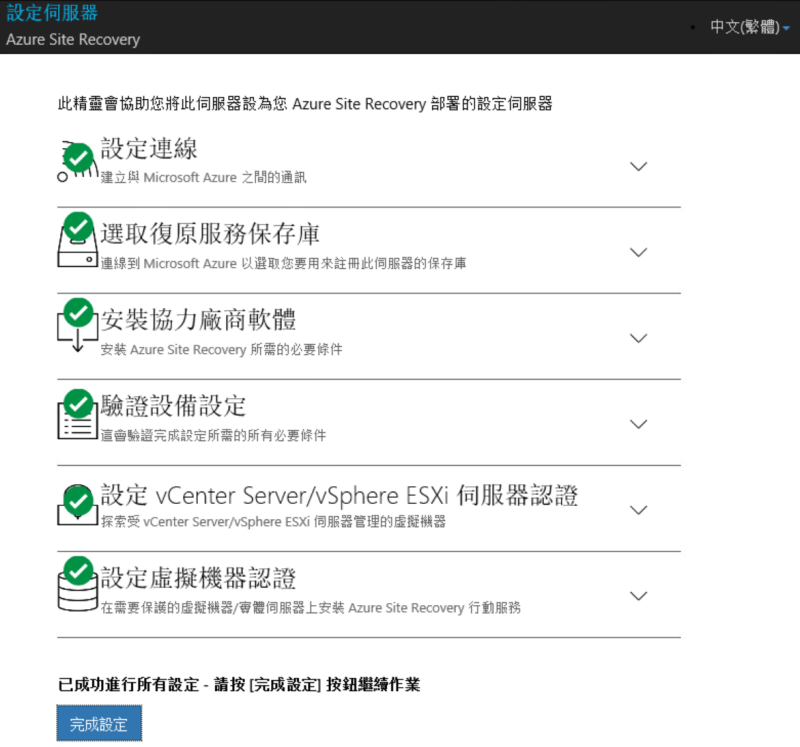 設定伺服器
Azure Site Recovery
中文(繁體)
此精靈會協助您將此伺服器設為您 Azure Site Recovery 部署的設定伺服器
設定連線
建立與 Microsoft Azure 之間的通訊
選取復原服務保存庫
連線到 Microsoft Azure 以選取您要用來註冊此伺服器的保存庫
安裝協力廠商軟體
安裝 Azure Site Recovery 所需的必要條件
驗證設備設定
這會驗證完成設定所需的所有必要條件
設定 vCenter Server/vSphere ESXi 伺服器認證
探索受 vCenter Server/vSphere ESXi 伺服器管理的虛擬機器
設定虛擬機器認證
在需要保護的虛擬機器/實體伺服器上安裝 Azure Site Recovery 行動服務
已成功進行所有設定 - 請按 [完成設定] 按鈕繼續作業
完成設定